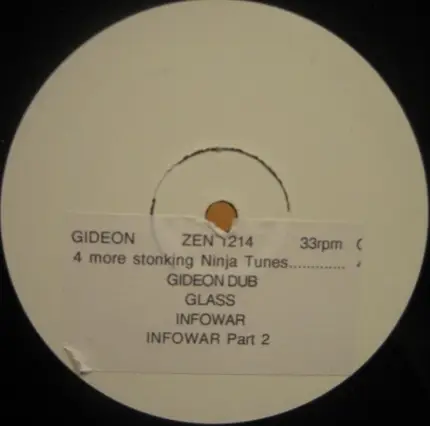 GIDEON ZEN 1214 33rpm
4 more stonking Ninja Tunes.............
GIDEON DUB
GLASS
INFOWAR
INFOWAR Part 2